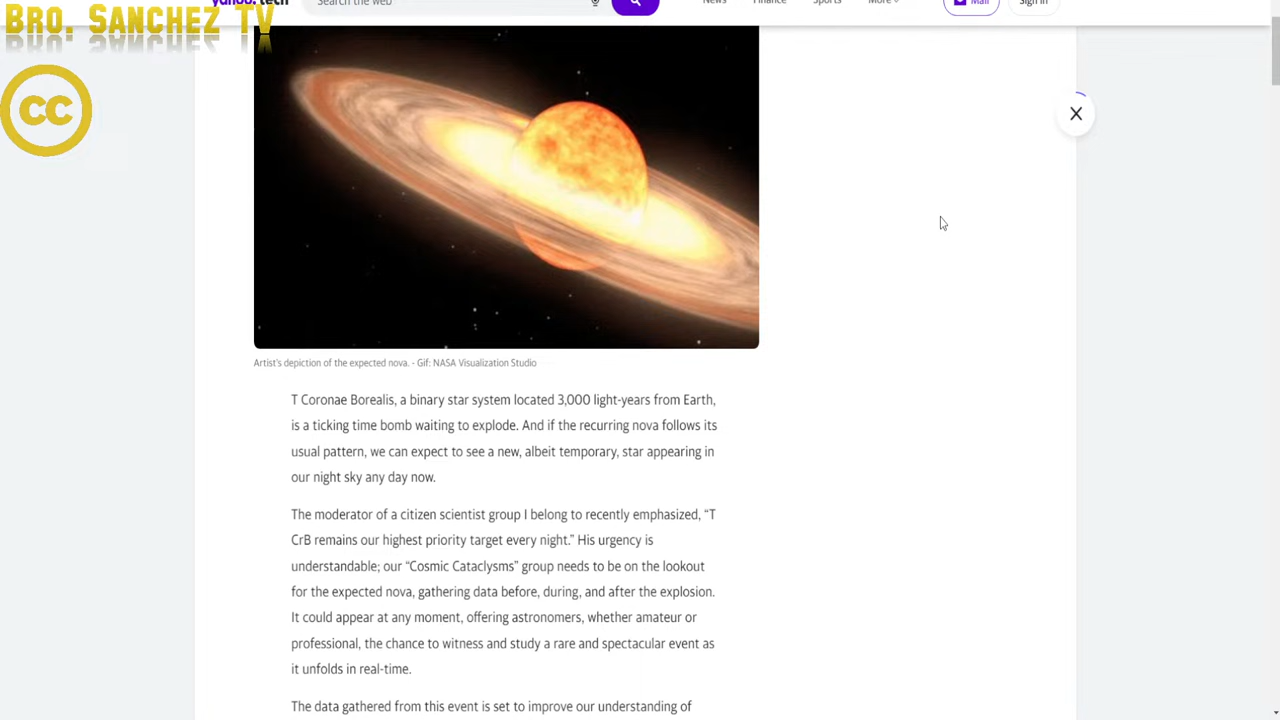 BRO. SANCHEZ TV
CC
yahoo!tech
Search the web
News
Finance
Sports
More
Mail
Sign in
Artist's depiction of the expected nova. - Gif: NASA Visualization Studio
T Coronae Borealis, a binary star system located 3,000 light-years from Earth,
is a ticking time bomb waiting to explode. And if the recurring nova follows its
usual pattern, we can expect to see a new, albeit temporary, star appearing in
our night sky any day now.
The moderator of a citizen scientist group I belong to recently emphasized, “T
CrB remains our highest priority target every night.” His urgency is
understandable; our “Cosmic Cataclysms” group needs to be on the lookout
for the expected nova, gathering data before, during, and after the explosion.
It could appear at any moment, offering astronomers, whether amateur or
professional, the chance to witness and study a rare and spectacular event as
it unfolds in real-time.
The data gathered from this event is set to improve our understanding of